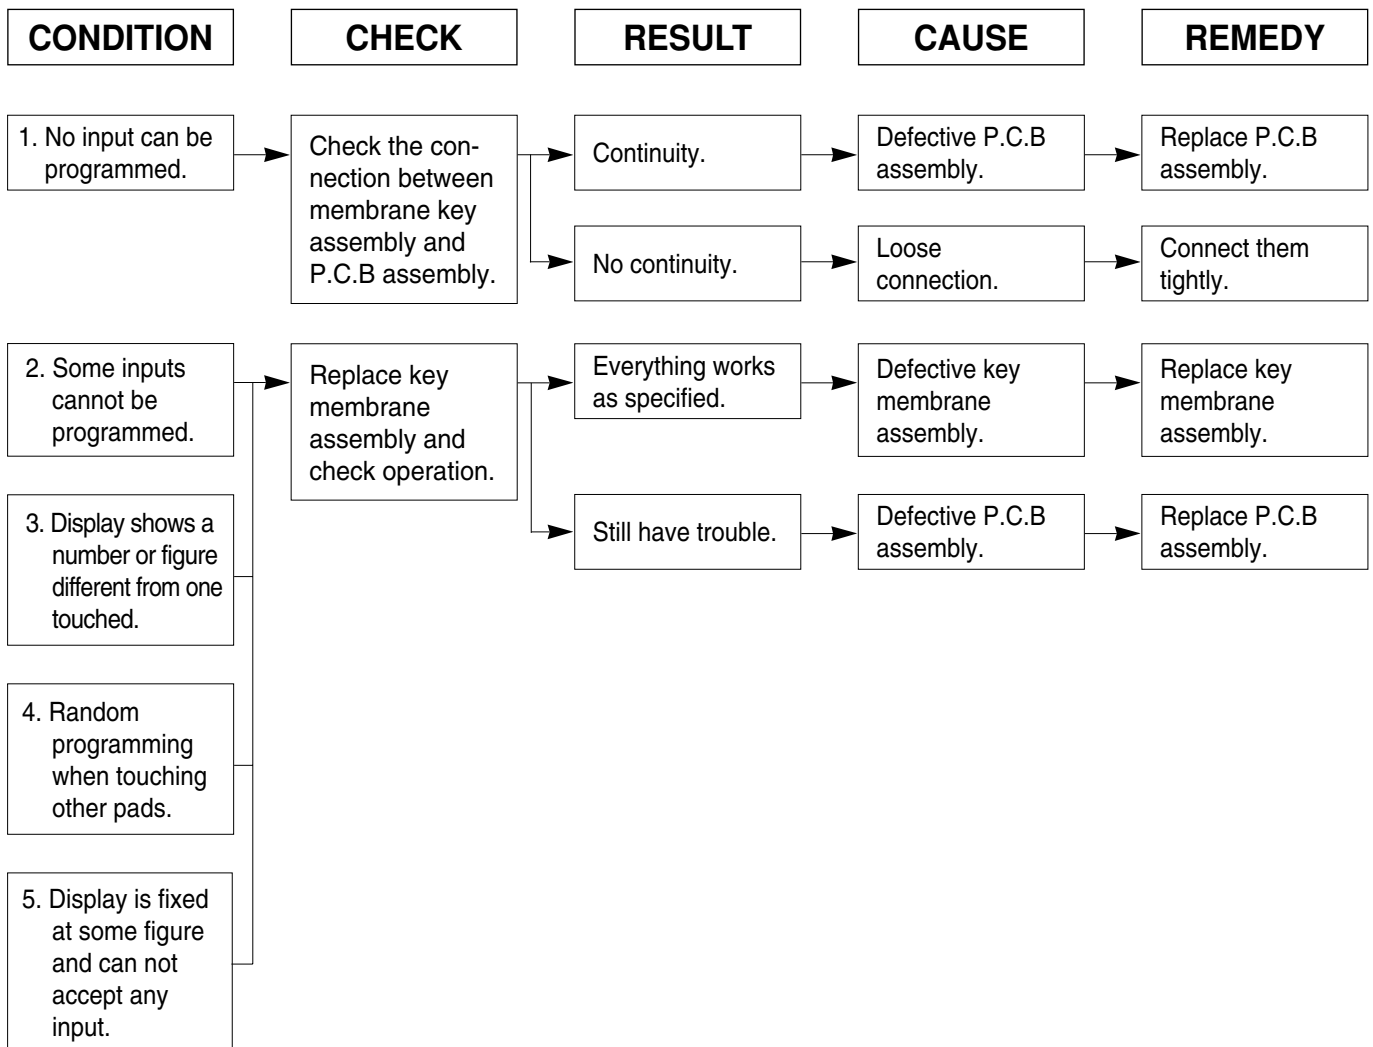 CONDITION
CHECK
RESULT
CAUSE
REMEDY
1. No input can be
programmed.
Check the con-
nection between
membrane key
assembly and
P.C.B assembly.
Continuity.
Defective P.C.B
assembly.
Replace P.C.B
assembly.
No continuity.
Loose
connection.
Connect them
tightly.
2. Some inputs
cannot be
programmed.
Replace key
membrane
assembly and
check operation.
Everything works
as specified.
Defective key
membrane
assembly.
Replace key
membrane
assembly.
Still have trouble.
Defective P.C.B
assembly.
Replace P.C.B
assembly.
3. Display shows a
number or figure
different from one
touched.
4. Random
programming
when touching
other pads.
5. Display is fixed
at some figure
and can not
accept any
input.